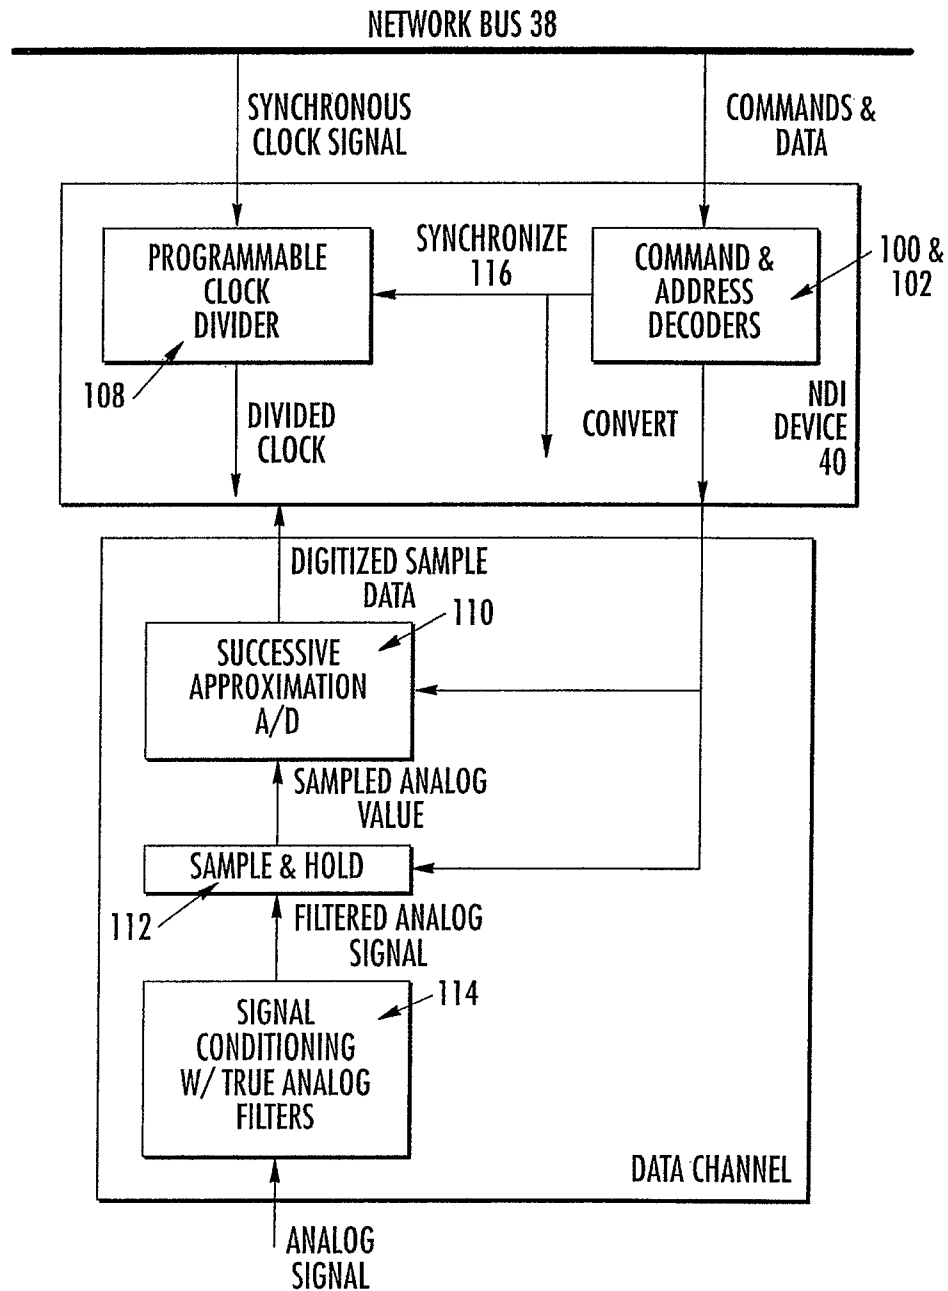 NETWORK BUS 38
SYNCHRONOUS
CLOCK SIGNAL
COMMANDS &
DATA
PROGRAMMABLE
CLOCK
DIVIDER
108
SYNCHRONIZE
116
COMMAND &
ADDRESS
DECODERS
100 &
102
DIVIDED
CLOCK
CONVERT
NDI
DEVICE
40
DIGITIZED SAMPLE
DATA
110
SUCCESSIVE
APPROXIMATION
A/D
SAMPLED ANALOG
VALUE
SAMPLE & HOLD
112
FILTERED ANALOG
SIGNAL
114
SIGNAL
CONDITIONING
W/ TRUE ANALOG
FILTERS
DATA CHANNEL
ANALOG
SIGNAL